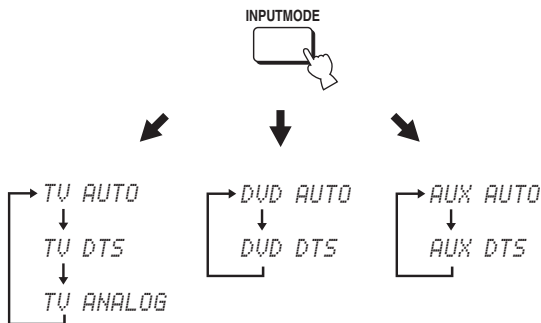 INPUTMODE
TV AUTO
TV DTS
TV ANALOG
DVD AUTO
DVD DTS
AUX AUTO
AUX DTS